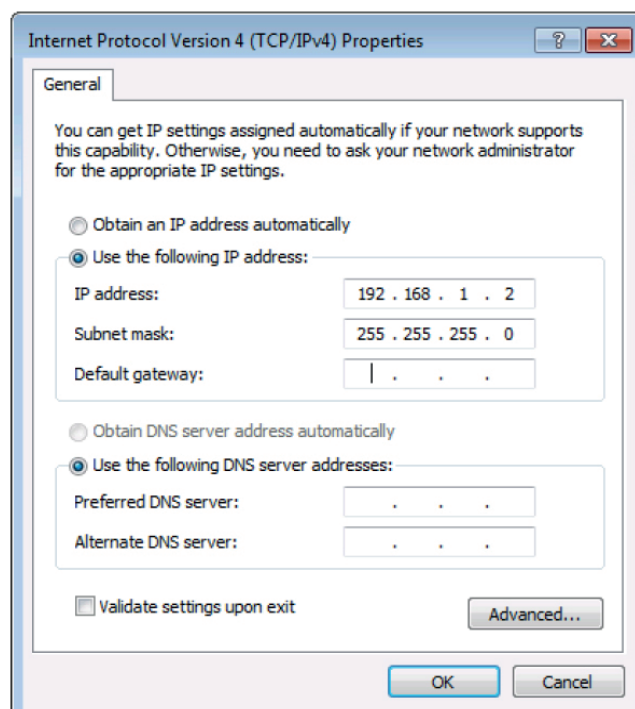 Internet Protocol Version 4 (TCP/IPv4) Properties
?
General
You can get IP settings assigned automatically if your network supports
this capability. Otherwise, you need to ask your network administrator
for the appropriate IP settings.
Obtain an IP address automatically
Use the following IP address:
IP address: 192 . 168 . 1 . 2
Subnet mask: 255 . 255 . 255 . 0
Default gateway: . . .
Obtain DNS server address automatically
Use the following DNS server addresses:
Preferred DNS server: . . .
Alternate DNS server: . . .
Validate settings upon exit
Advanced...
OK Cancel